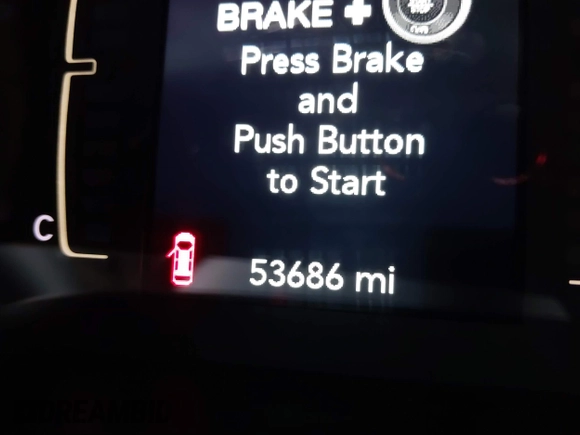 BRAKE +
Press Brake
and
Push Button
to Start
C
53686 mi